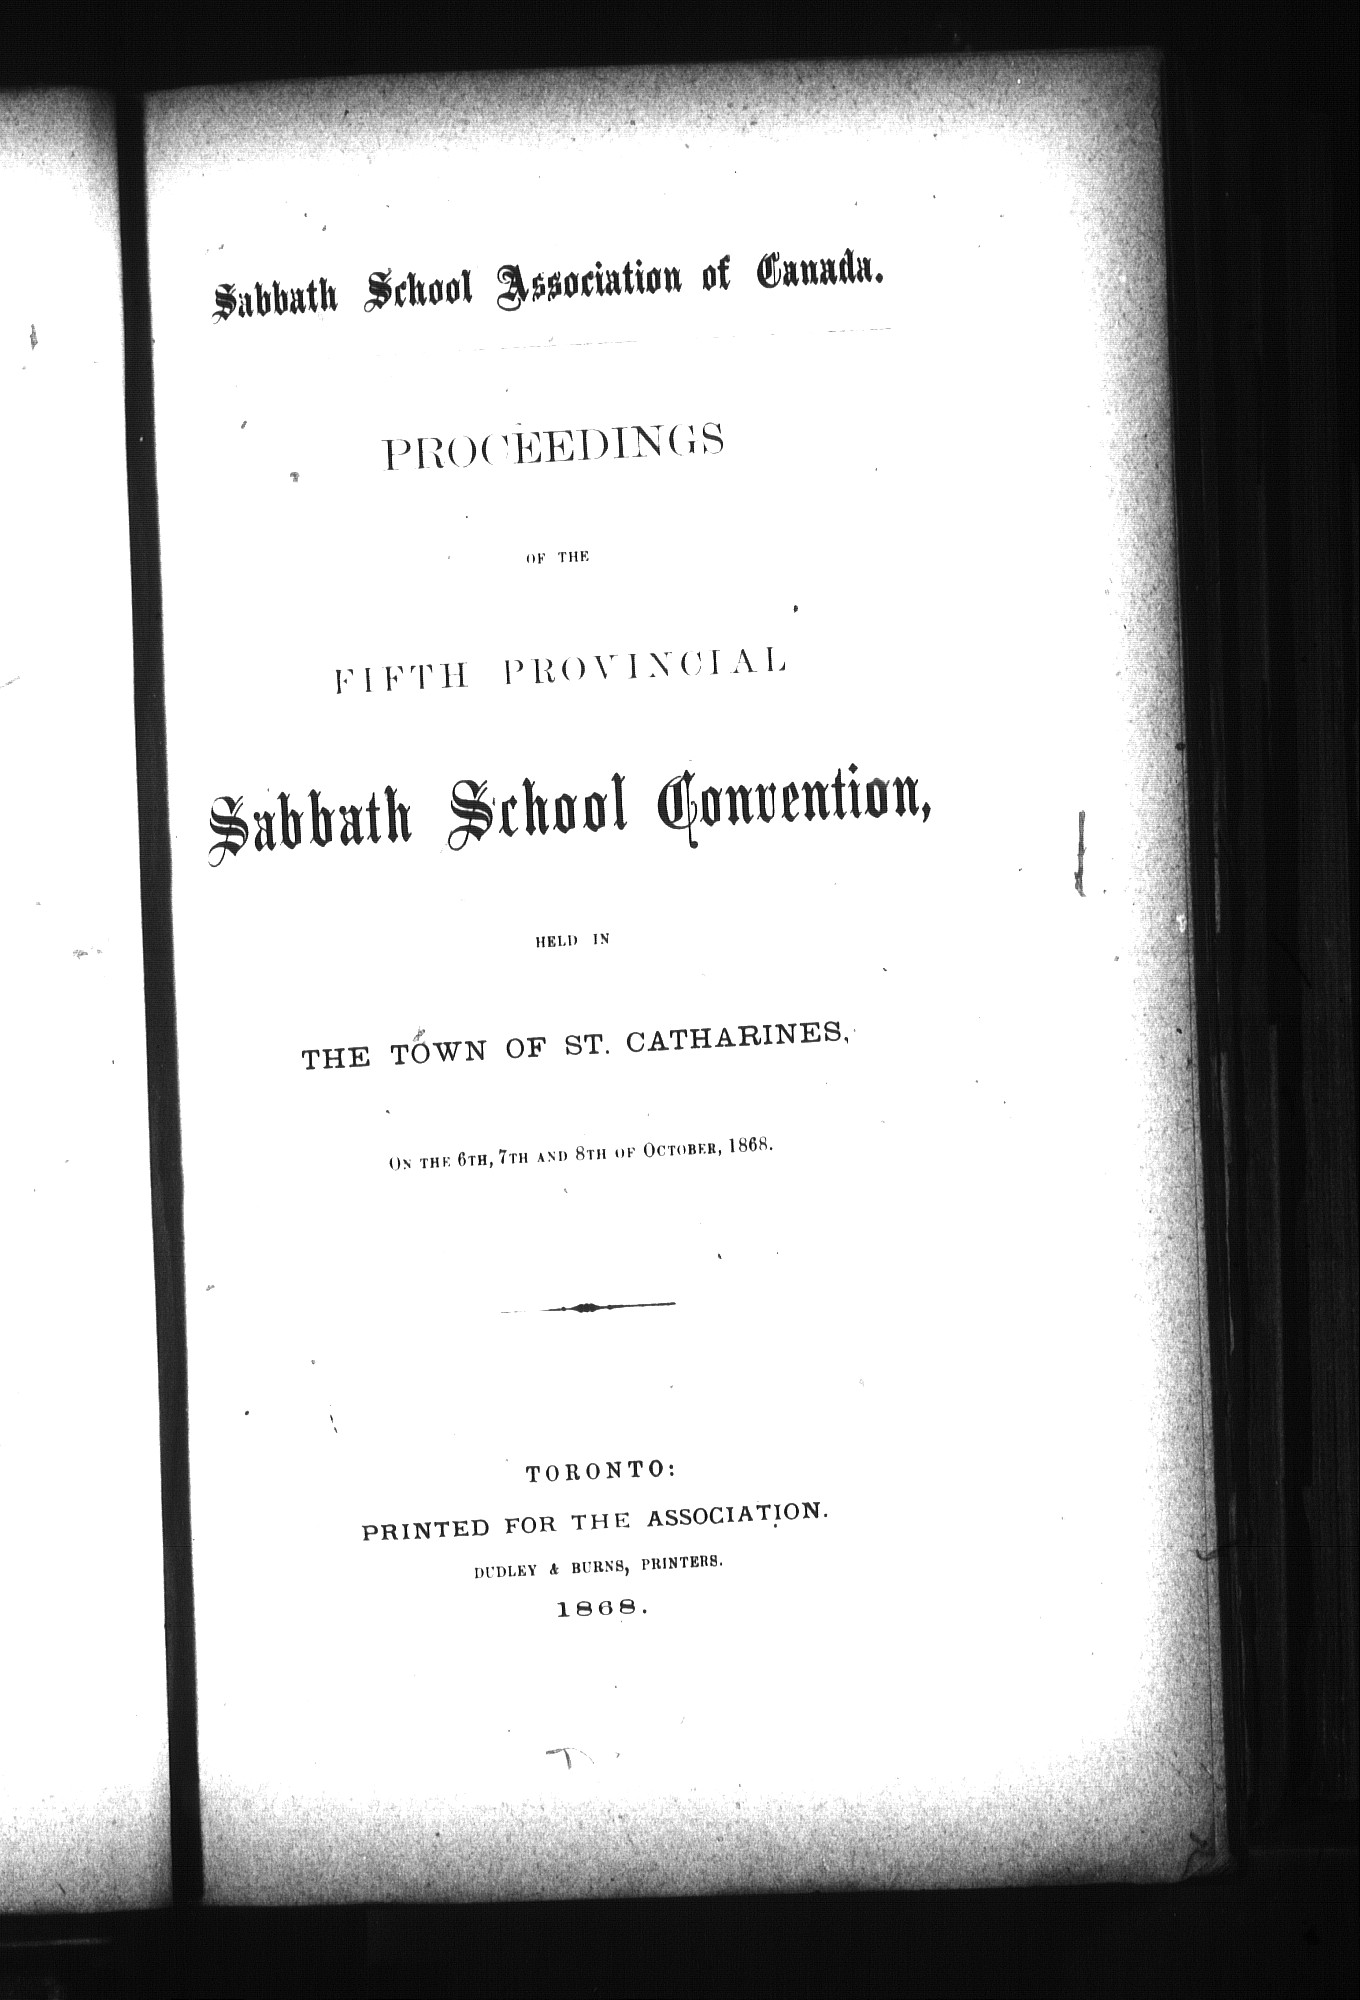 Sabbath School Association of Canada.
PROCEEDINGS
OF THE
FIFTH PROVINCIAL
Sabbath School Convention,
HELD IN
THE TOWN OF ST. CATHARINES,
ON THE 6TH, 7TH AND 8TH OF OCTOBER, 1868.
TORONTO:
PRINTED FOR THE ASSOCIATION.
DUDLEY & BURNS, PRINTERS.
1868.